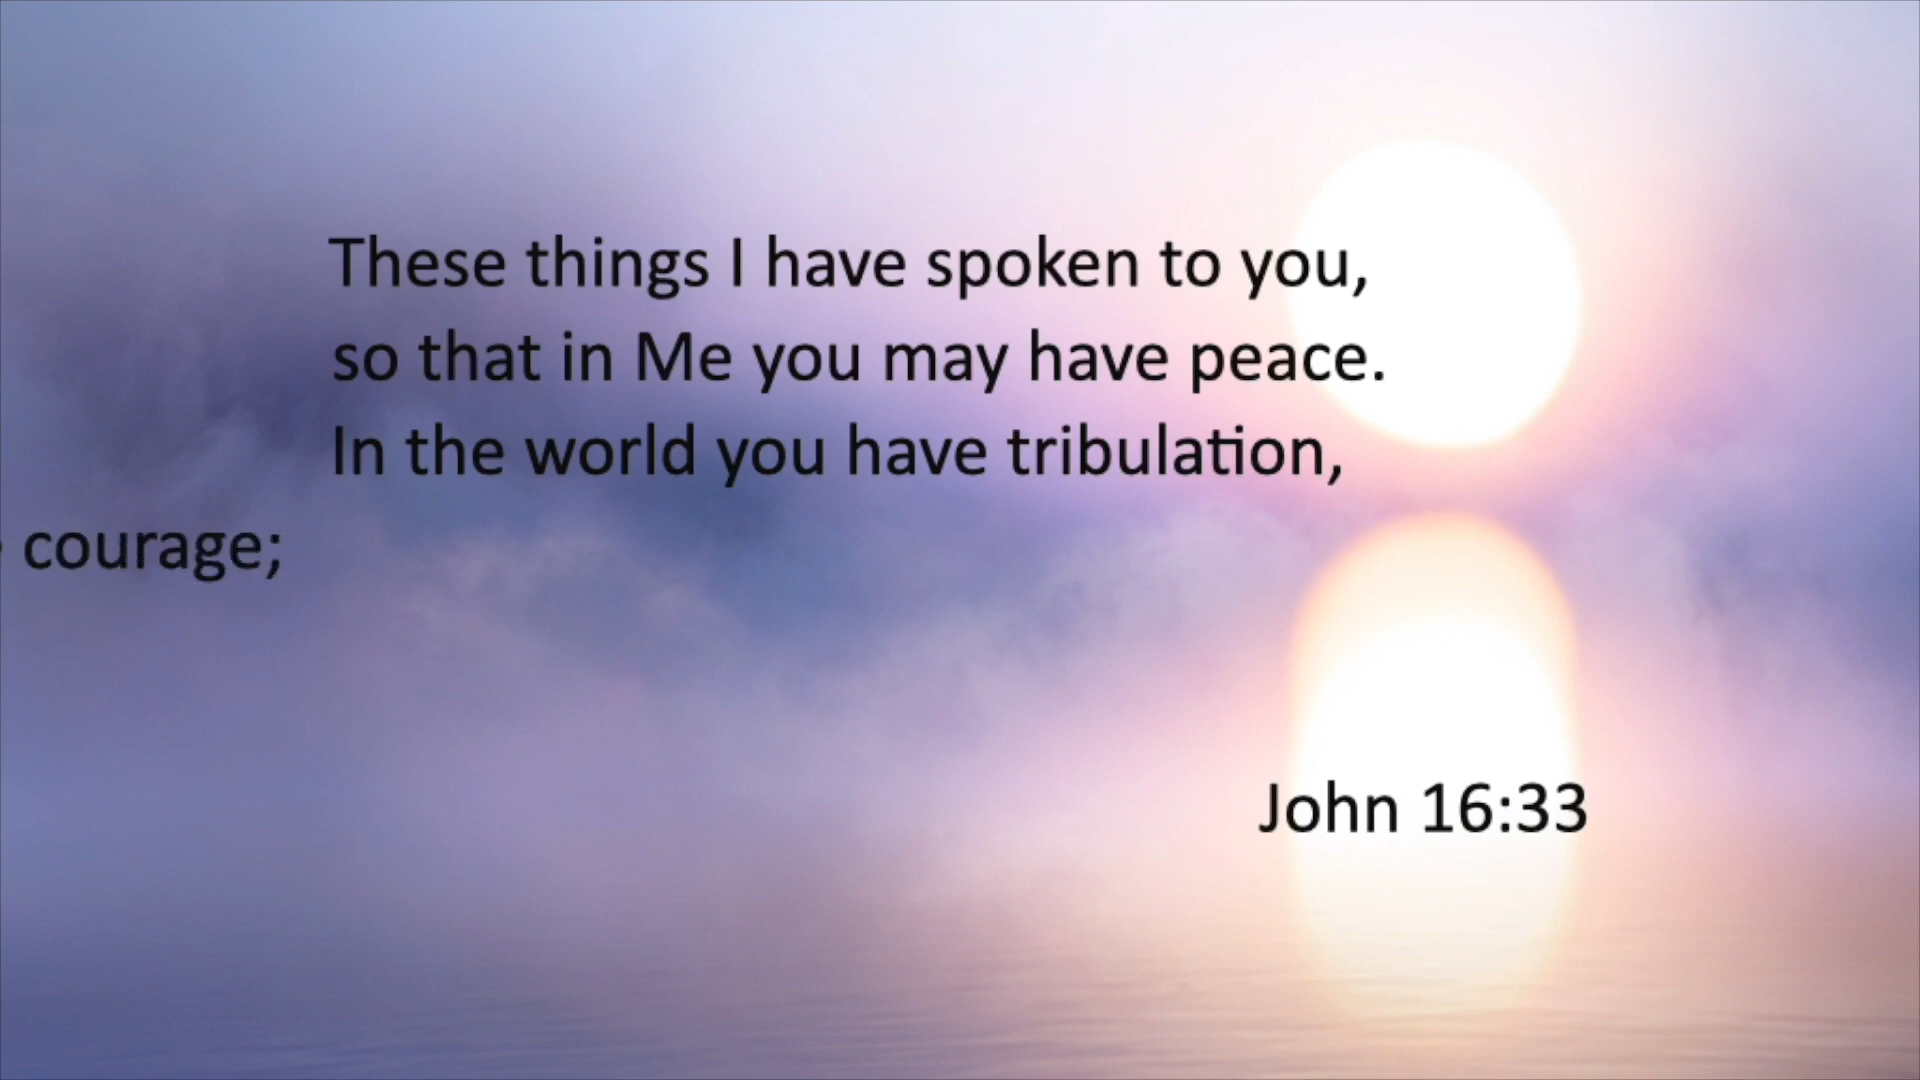 These things I have spoken to you,
so that in Me you may have peace.
In the world you have tribulation,
courage;
John 16:33